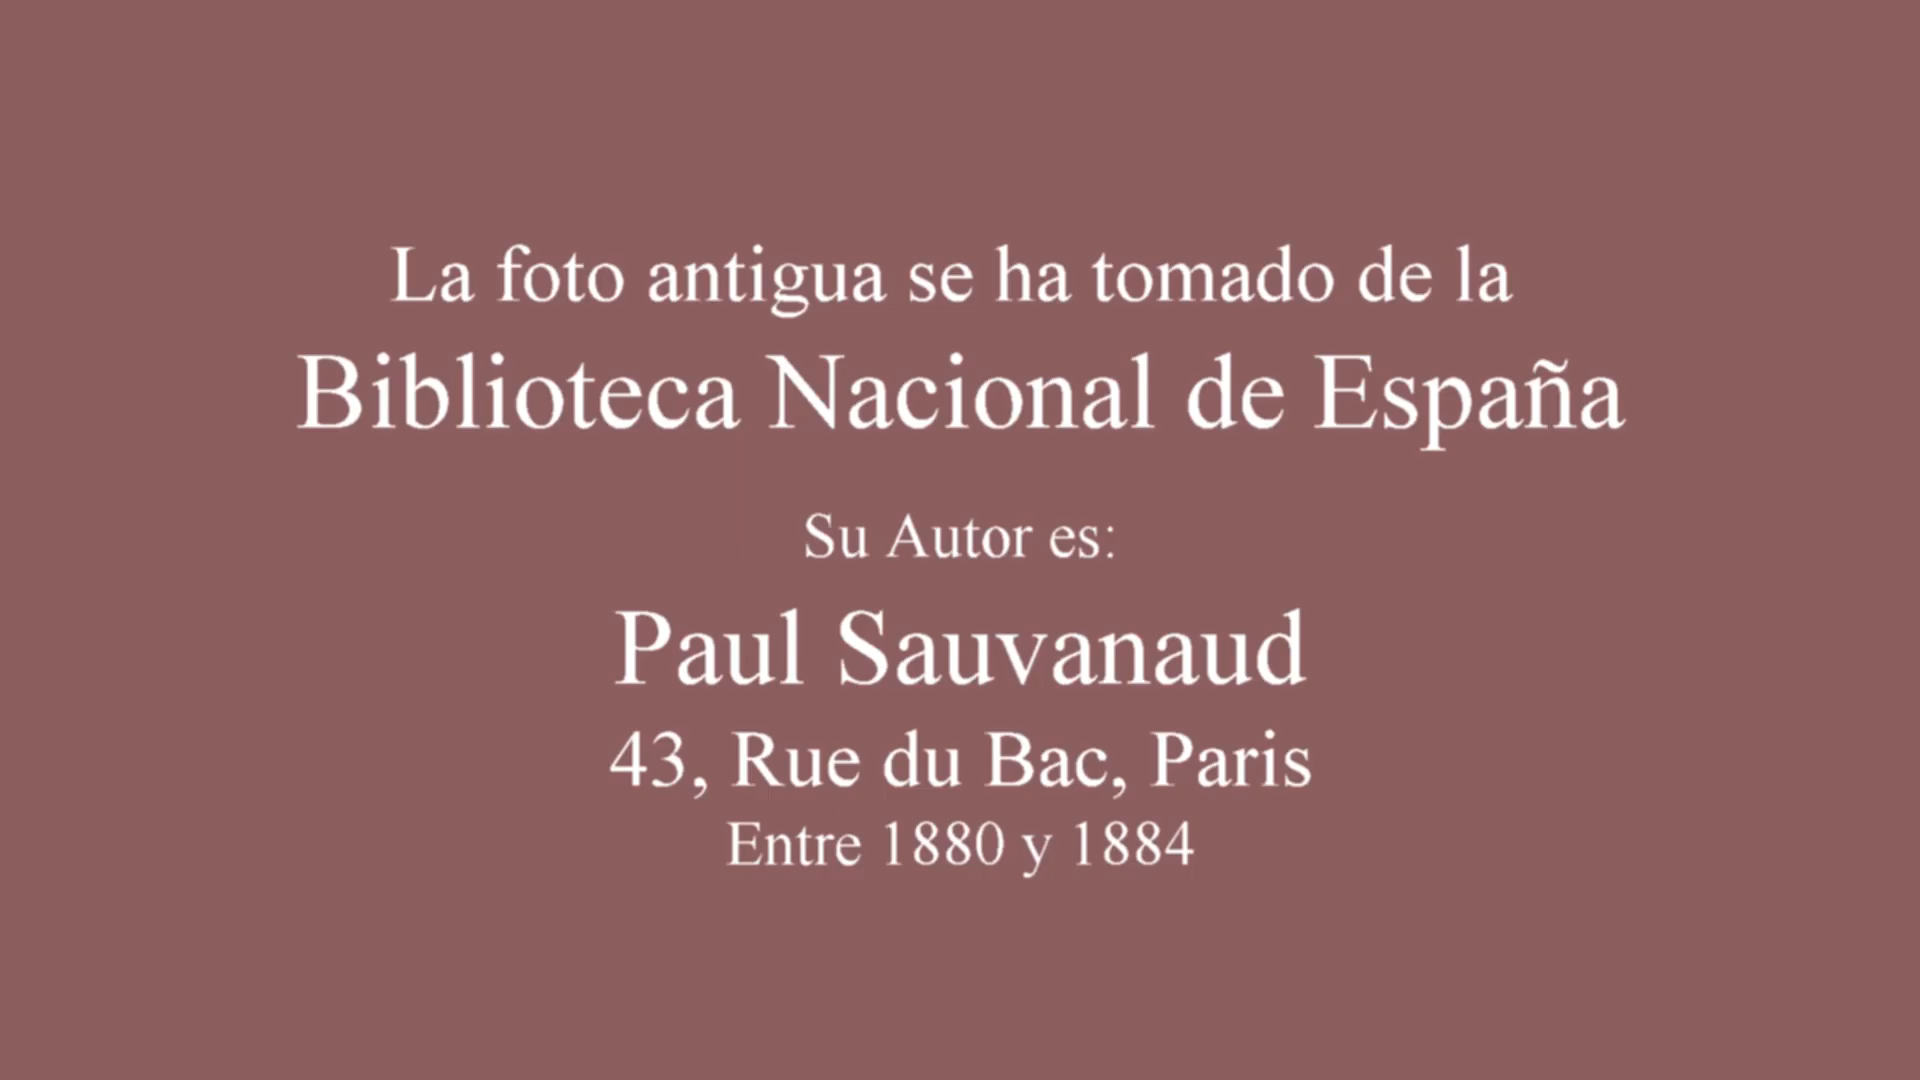 La foto antigua se ha tomado de la
Biblioteca Nacional de España
Su Autor es:
Paul Sauvanaud
43, Rue du Bac, Paris
Entre 1880 y 1884